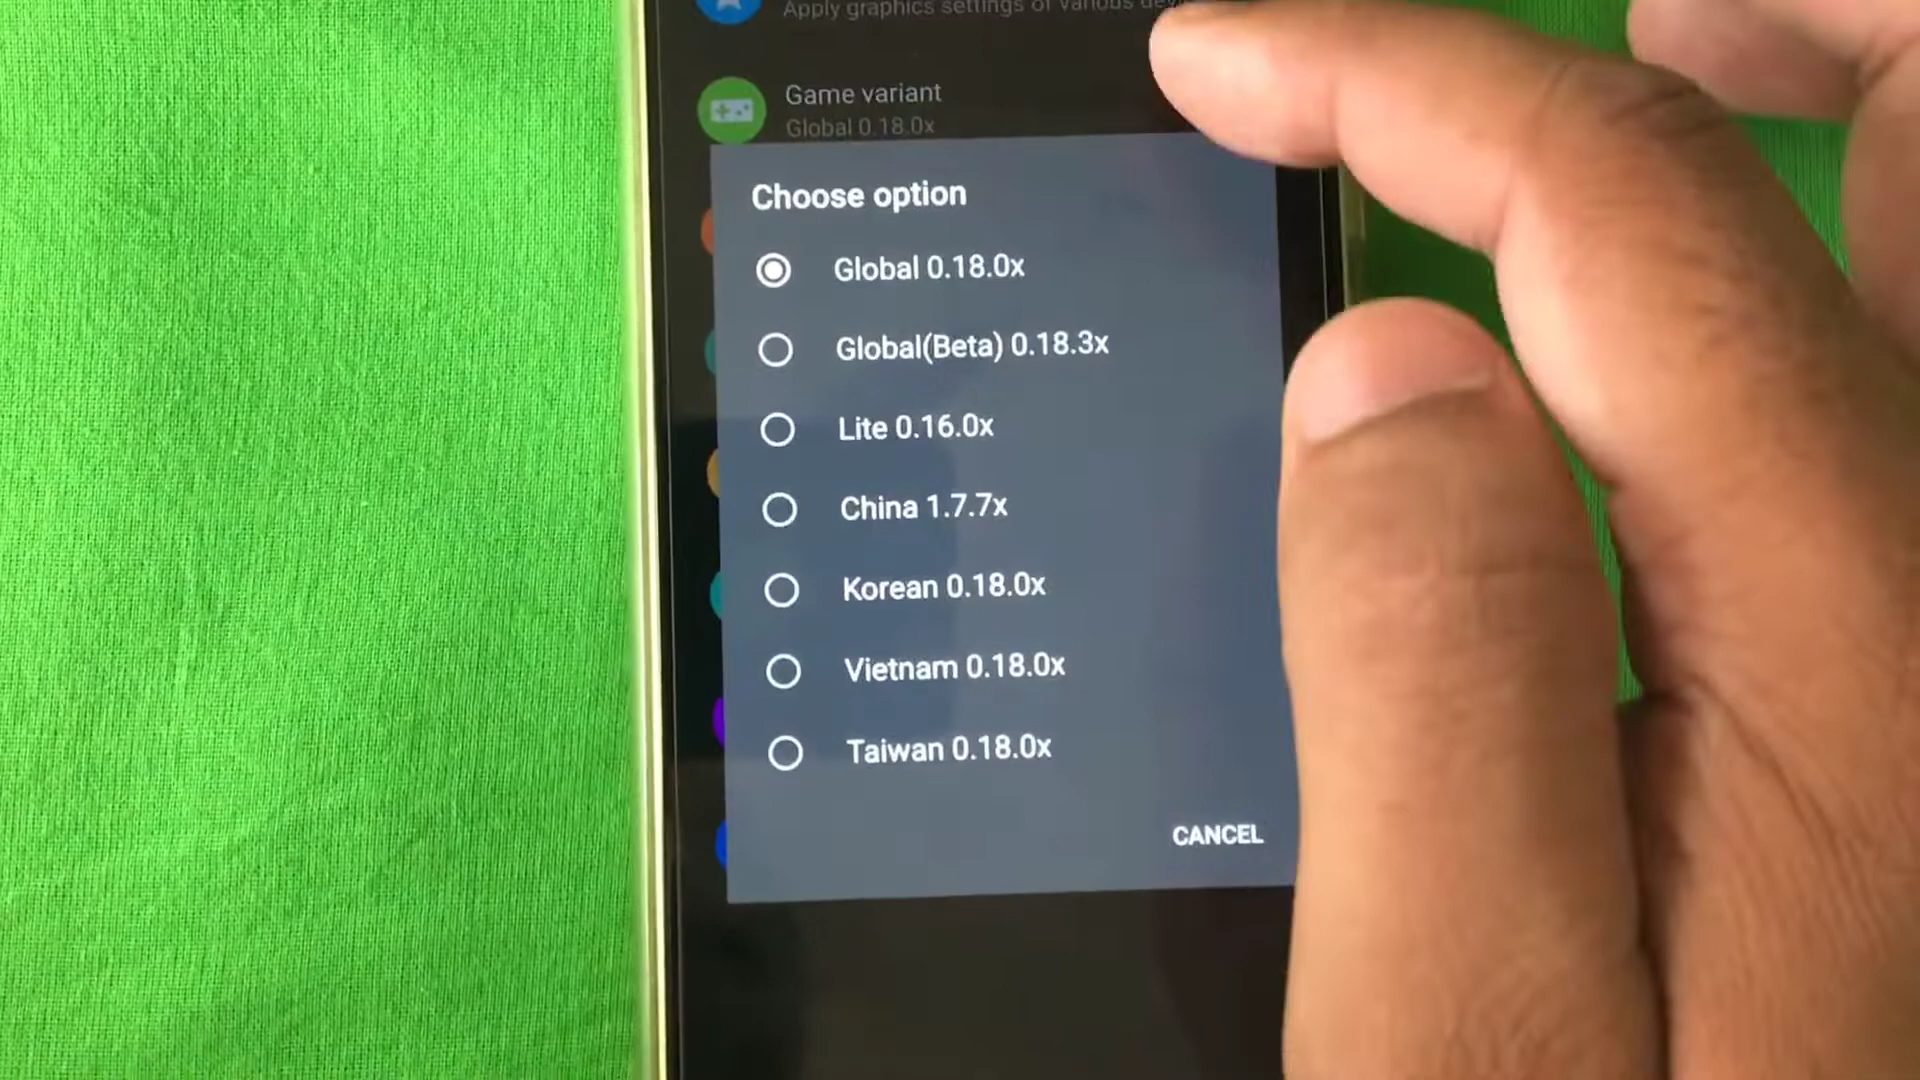 Apply graphics settings of various
Game variant
Global 0.18.0x
Choose option
Global 0.18.0x
Global(Beta) 0.18.3x
Lite 0.16.0x
China 1.7.7x
Korean 0.18.0x
Vietnam 0.18.0x
Taiwan 0.18.0x
CANCEL